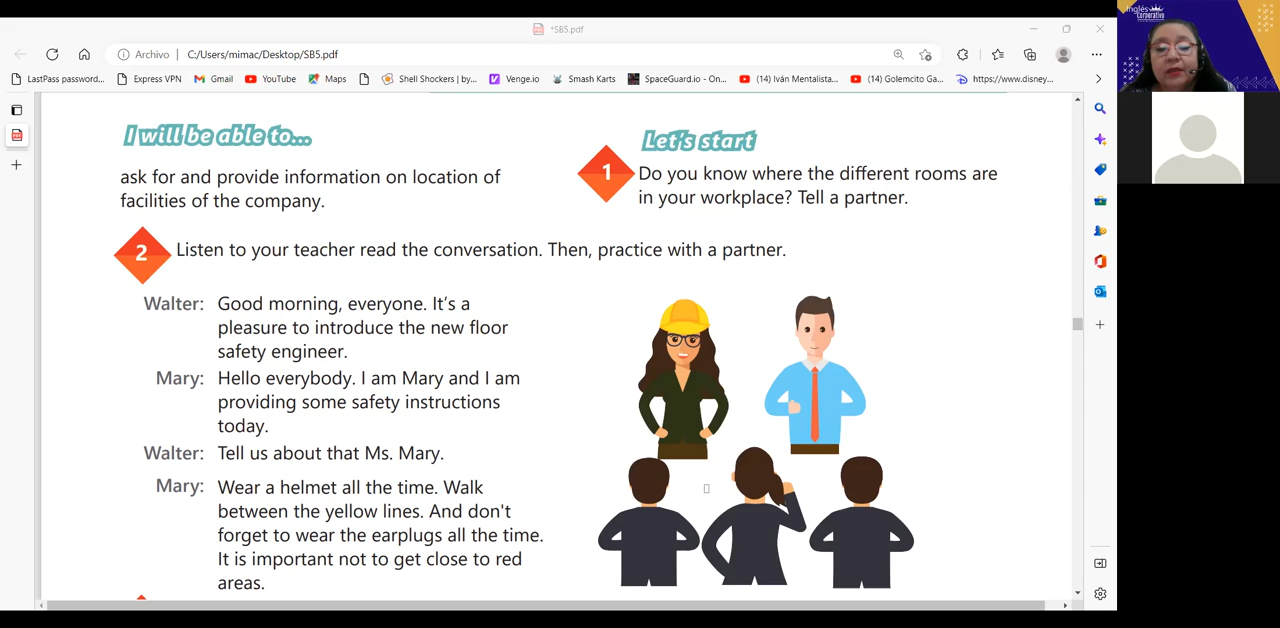 *SB5.pdf
Archivo | C:/Users/mimac/Desktop/SB5.pdf
LastPass password... Express VPN Gmail YouTube Maps Shell Shockers | by... Venge.io Smash Karts SpaceGuard.io - On... (14) Iván Mentalista... (14) Golemcito Ga... https://www.disney...
Inglés
Corporativo
I will be able to...
ask for and provide information on location of
facilities of the company.
Let's start
1 Do you know where the different rooms are
in your workplace? Tell a partner.
2 Listen to your teacher read the conversation. Then, practice with a partner.
Walter: Good morning, everyone. It's a
pleasure to introduce the new floor
safety engineer.
Mary: Hello everybody. I am Mary and I am
providing some safety instructions
today.
Walter: Tell us about that Ms. Mary.
Mary: Wear a helmet all the time. Walk
between the yellow lines. And don't
forget to wear the earplugs all the time.
It is important not to get close to red
areas.